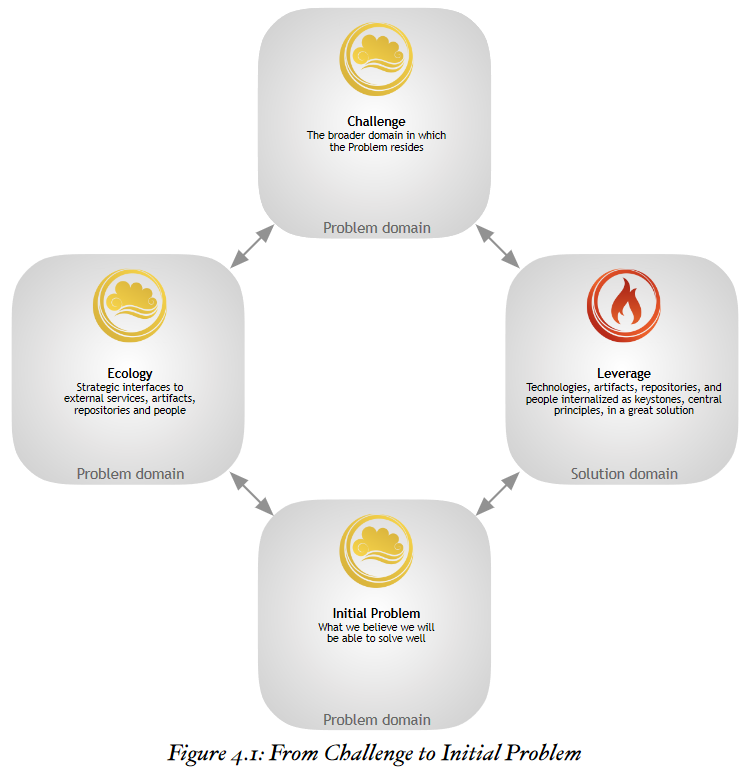 Challenge
The broader domain in which
the Problem resides
Problem domain
Ecology
Strategic interfaces to
external services, artifacts,
repositories and people
Problem domain
Leverage
Technologies, artifacts, repositories, and
people internalized as keystones, central
principles, in a great solution
Solution domain
Initial Problem
What we believe we will
be able to solve well
Problem domain
Figure 4.1: From Challenge to Initial Problem